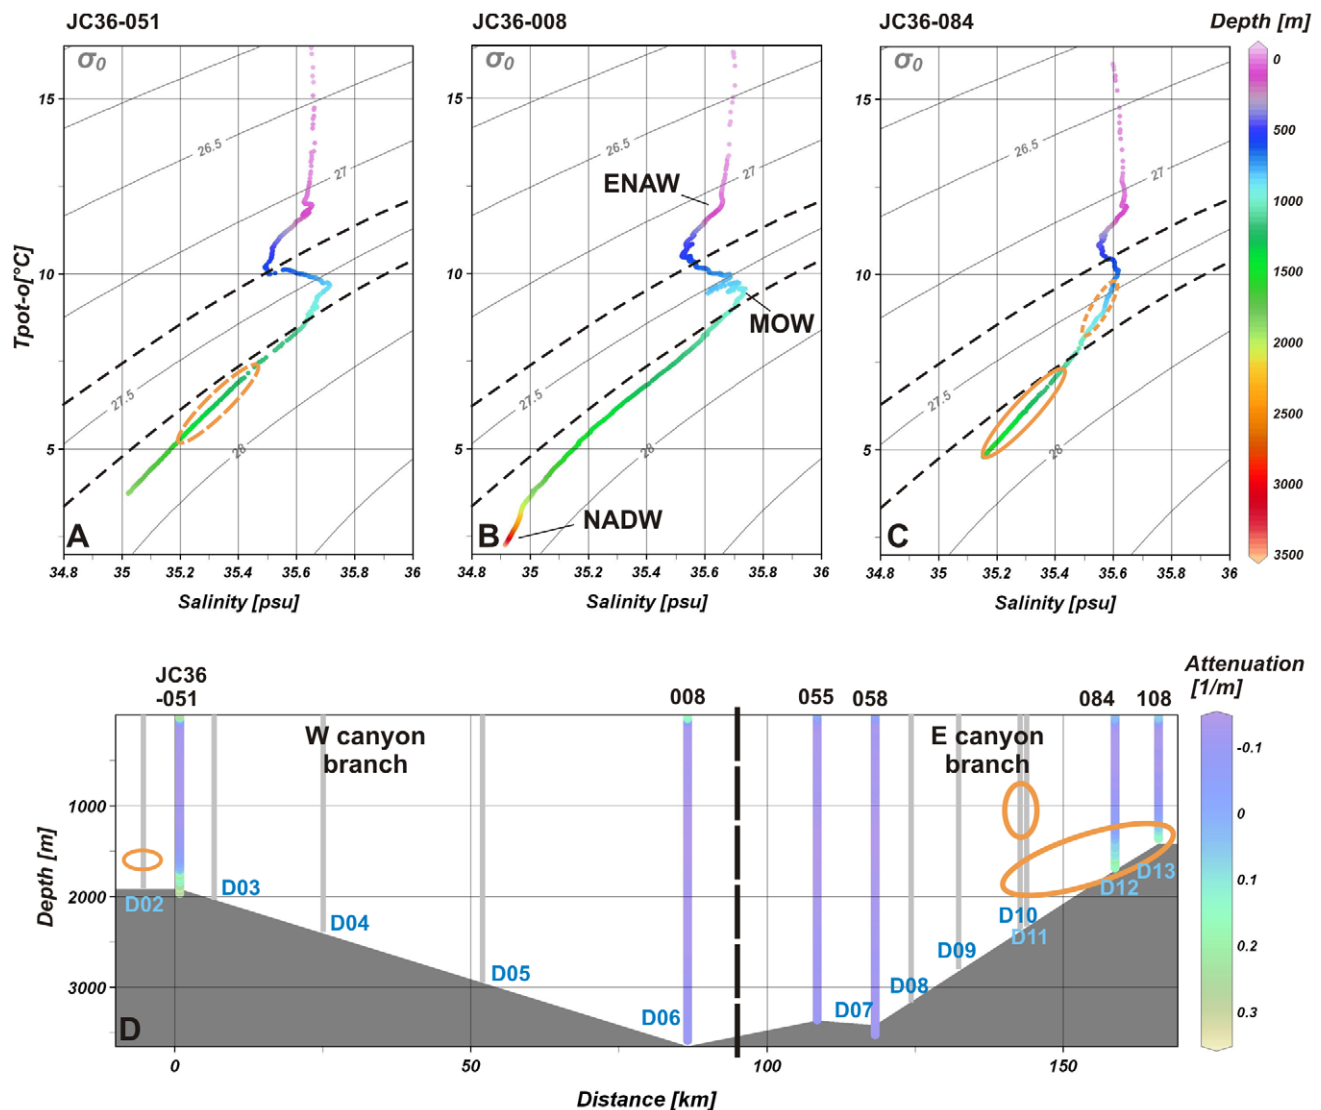 JC36-051
JC36-008
JC36-084
Depth [m]
σ0
σ0
σ0
15
10
5
26.5
27
27.5
28
A
34.8 35 35.2 35.4 35.6 35.8 36
Salinity [psu]
Tpot-o[°C]
15
10
5
26.5
27
27.5
28
ENAW
MOW
NADW
B
34.8 35 35.2 35.4 35.6 35.8 36
Salinity [psu]
15
10
5
26.5
27
27.5
28
C
34.8 35 35.2 35.4 35.6 35.8 36
Salinity [psu]
0
500
1000
1500
2000
2500
3000
3500
JC36
-051
008
055
058
084
108
Attenuation
[1/m]
W canyon
branch
E canyon
branch
1000
2000
3000
Depth [m]
D02
D03
D04
D05
D06
D07
D08
D09
D10
D11
D12
D13
D
0 50 100 150
Distance [km]
-0.1
0
0.1
0.2
0.3